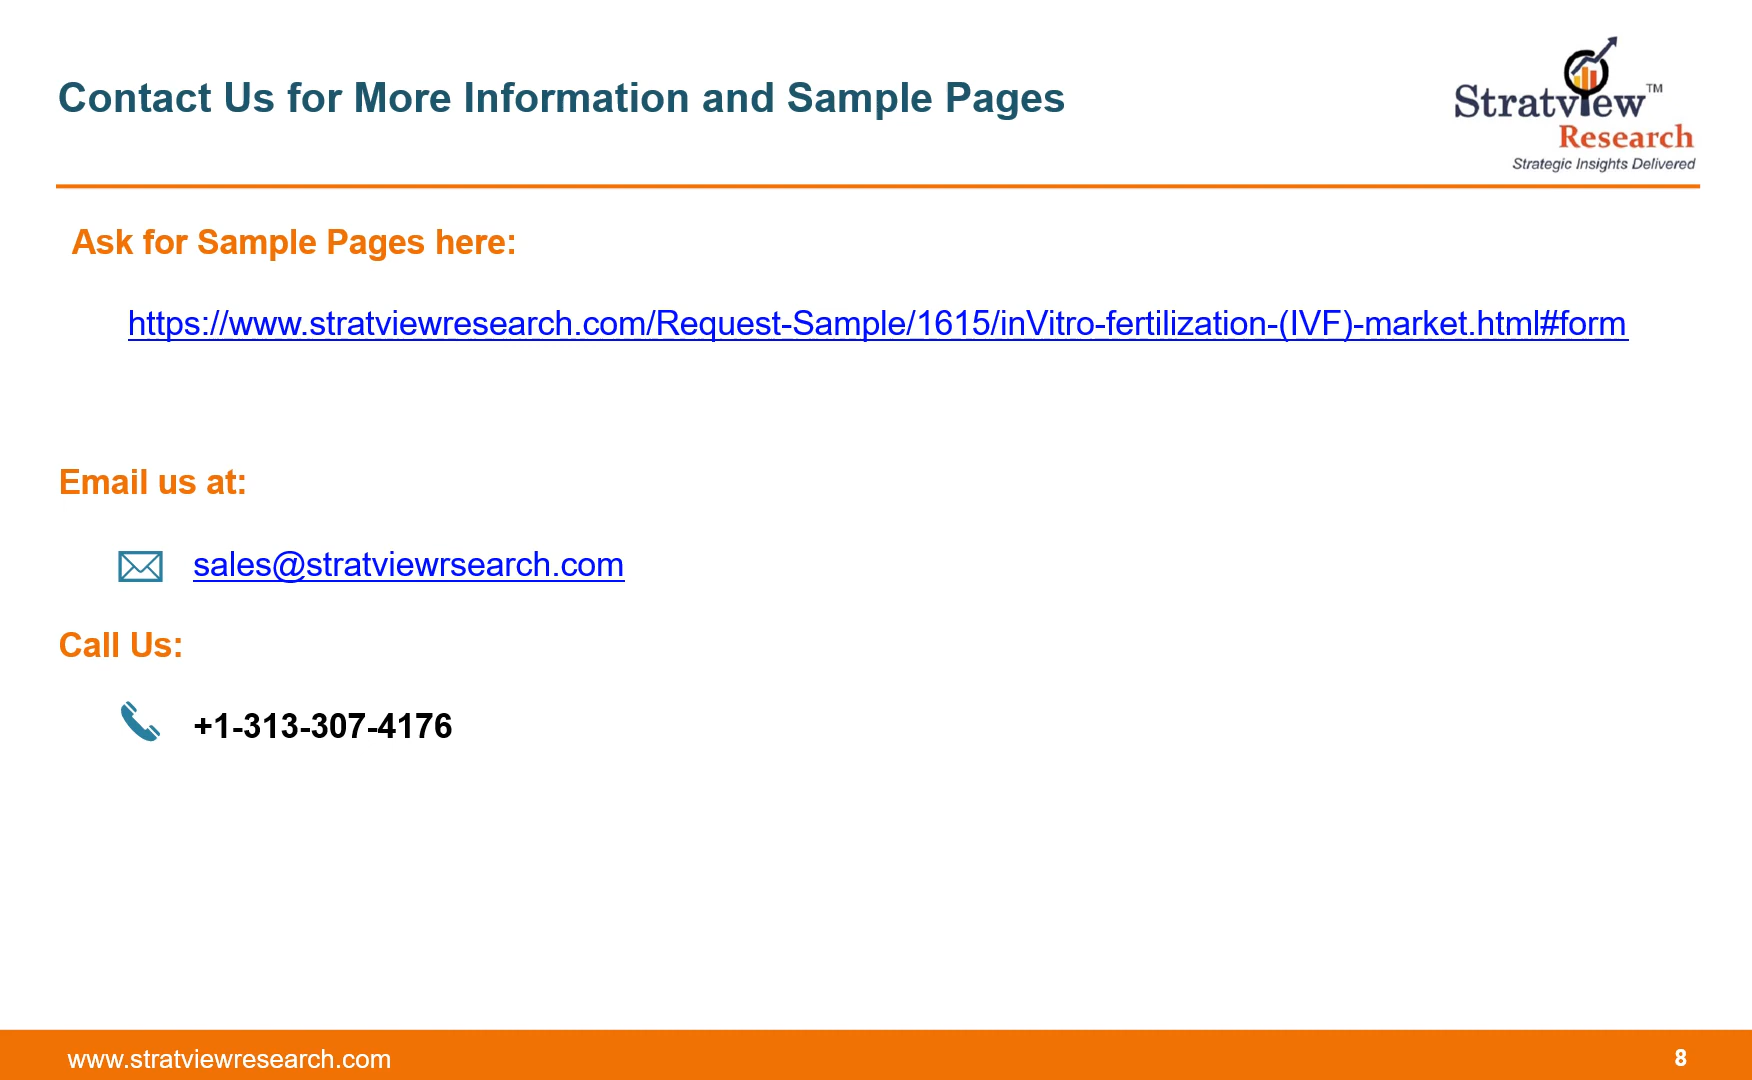 Contact Us for More Information and Sample Pages
Stratview™
Research
Strategic Insights Delivered
Ask for Sample Pages here:
https://www.stratviewresearch.com/Request-Sample/1615/inVitro-fertilization-(IVF)-market.html#form
Email us at:
sales@stratviewrsearch.com
Call Us:
+1-313-307-4176
www.stratviewresearch.com
8